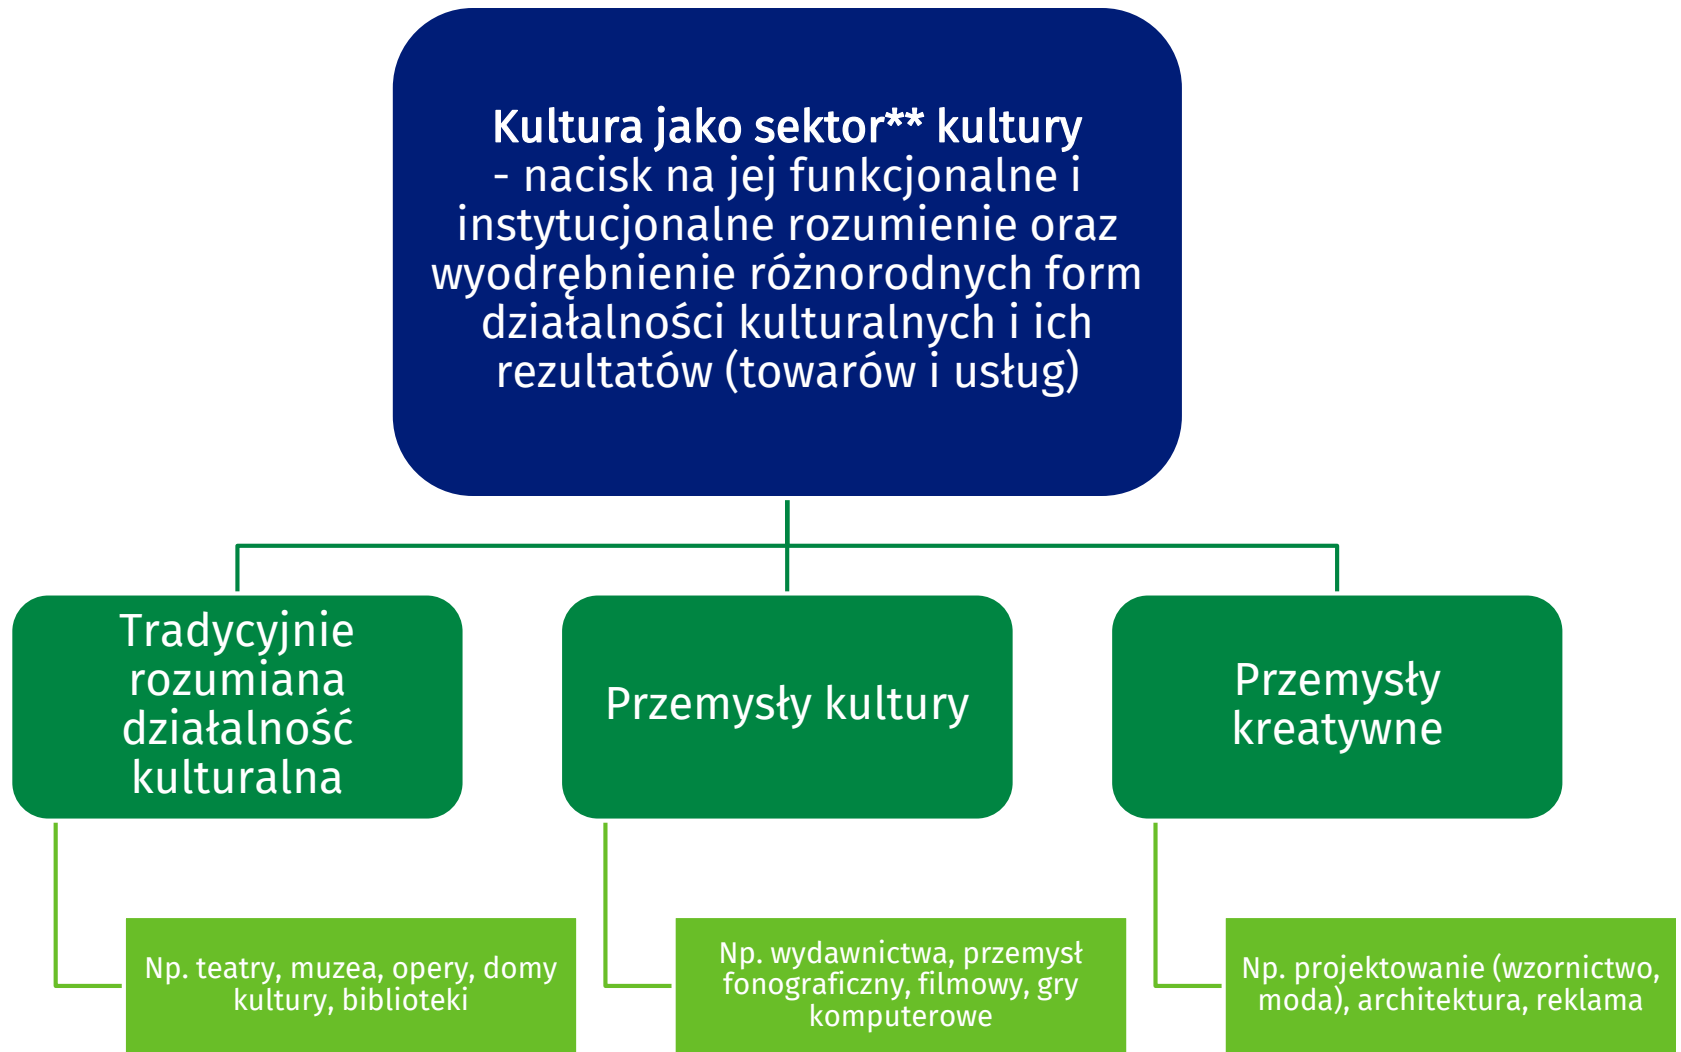 Kultura jako sektor** kultury
- nacisk na jej funkcjonalne i
instytucjonalne rozumienie oraz
wyodrębnienie różnorodnych form
działalności kulturalnych i ich
rezultatów (towarów i usług)
Tradycyjnie
rozumiana
działalność
kulturalna
Przemysły kultury
Przemysły
kreatywne
Np. teatry, muzea, opery, domy
kultury, biblioteki
Np. wydawnictwa, przemysł
fonograficzny, filmowy, gry
komputerowe
Np. projektowanie (wzornictwo,
moda), architektura, reklama